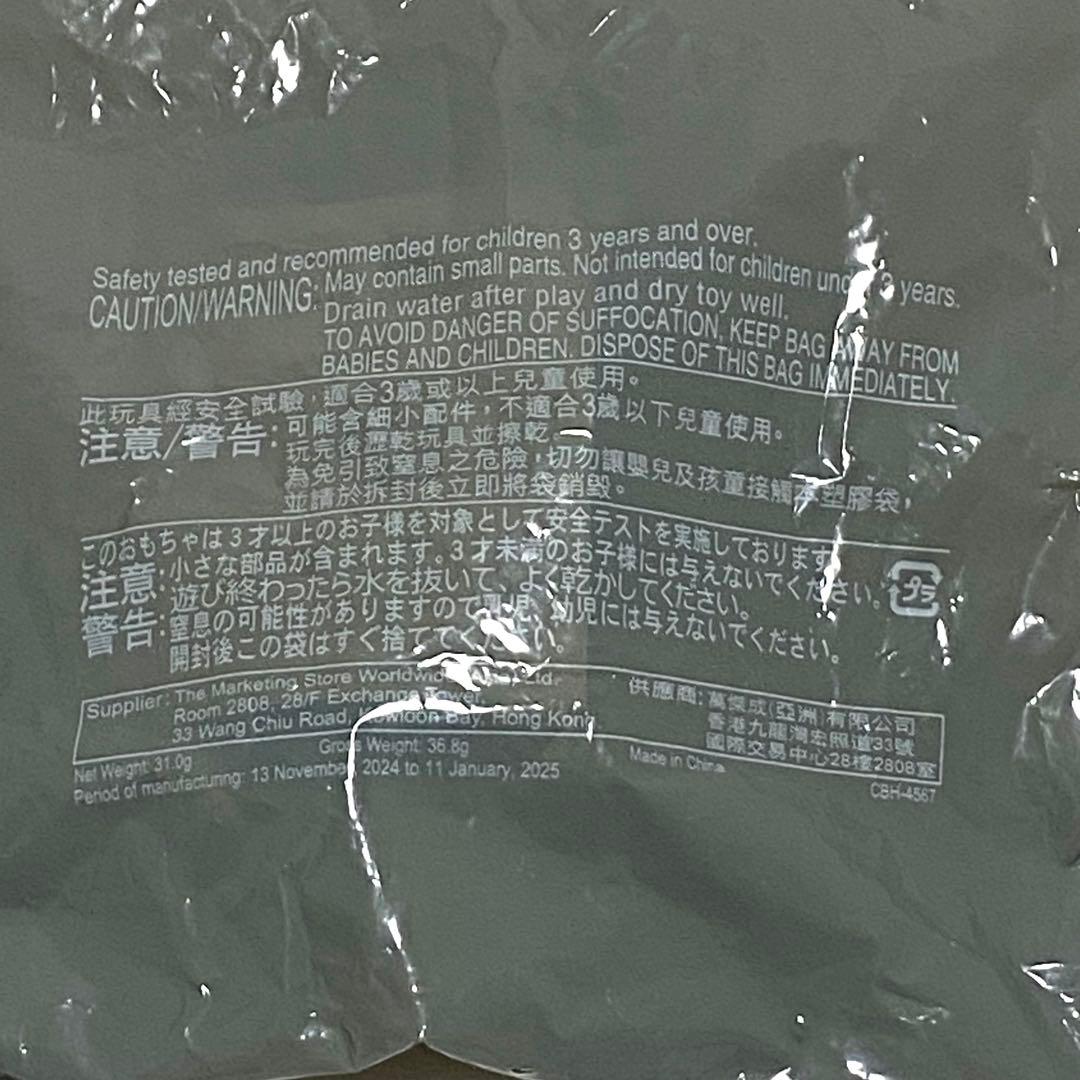 Safety tested and recommended for children 3 years and over.
CAUTION/WARNING: May contain small parts. Not intended for children under 3 years.
Drain water after play and dry toy well.
TO AVOID DANGER OF SUFFOCATION, KEEP BAG AWAY FROM
BABIES AND CHILDREN. DISPOSE OF THIS BAG IMMEDIATELY.
此玩具經安全試驗，適合3歲或以上兒童使用。
注意/警告: 可能含細小配件，不適合3歲以下兒童使用。
玩完後瀝乾玩具並擦乾。
為免引致窒息之危險，切勿讓嬰兒及孩童接觸本塑膠袋，
並請於拆封後立即將袋銷毀。
このおもちゃは3才以上のお子様を対象として安全テストを実施しております。
注意: 小さな部品が含まれます。3才未満のお子様には与えないでください。
遊び終わったら水を抜いて、よく乾かしてください。
警告: 窒息の可能性がありますので乳児、幼児には与えないでください。
開封後この袋はすぐ捨ててください。
プラ
Supplier: The Marketing Store Worldwide (Asia) Ltd.
Room 2808, 28/F Exchange Tower,
33 Wang Chiu Road, Kowloon Bay, Hong Kong
供應商: 萬傑成(亞洲)有限公司
香港九龍灣宏照道33號
國際交易中心28樓2808室
Net Weight: 31.0g Gross Weight: 36.8g Made in China
Period of manufacturing: 13 November, 2024 to 11 January, 2025 CBH-4567